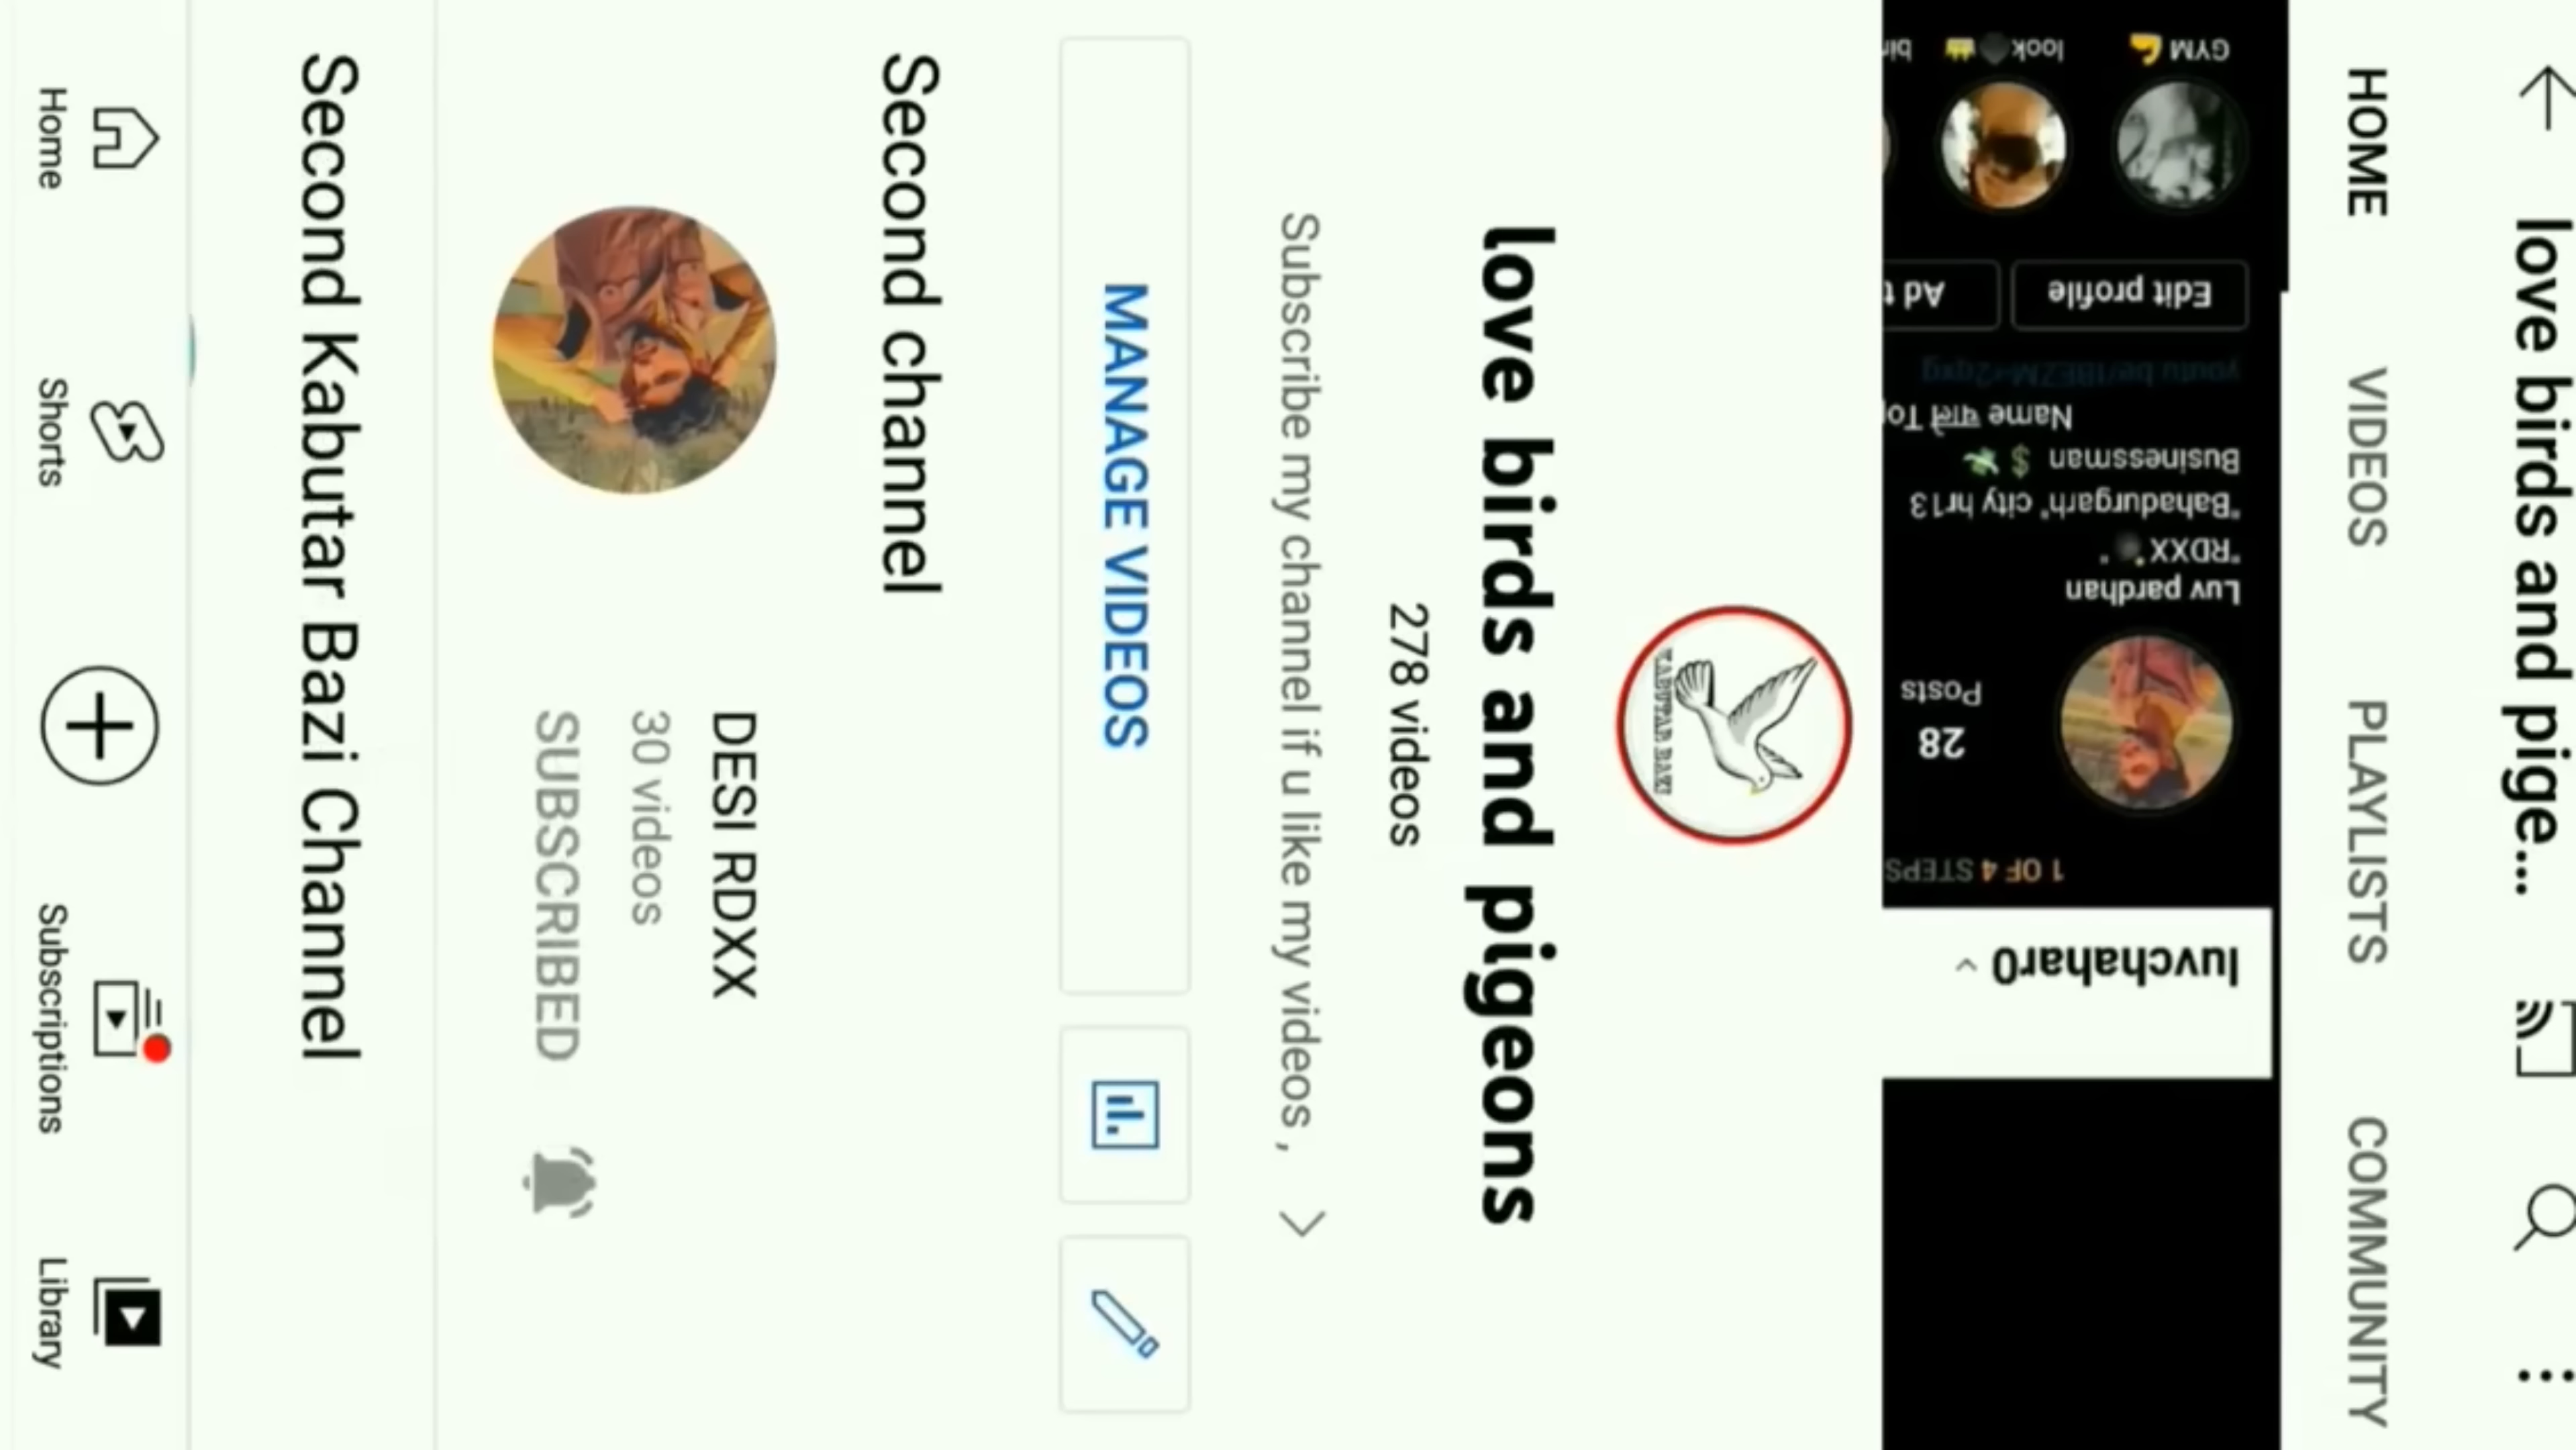 love birds and pige...
HOME VIDEOS PLAYLISTS COMMUNITY
luvchahar0
1 OF 4 STEPS
28
Posts
Luv pardhan
"RDXX"
"Bahadurgarh" city hr13
Businessman
Name वाले
Edit profile
Ad
GYM look
KABUTAR BAZI
love birds and pigeons
278 videos
Subscribe my channel if u like my videos ,
MANAGE VIDEOS
Second channel
DESI RDXX
30 videos
SUBSCRIBED
Second Kabutar Bazi Channel
Home Shorts Subscriptions Library